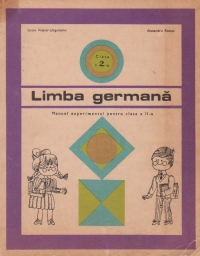 Clasa
a 2-a
Limba germană
Manual experimental pentru clasa a II-a